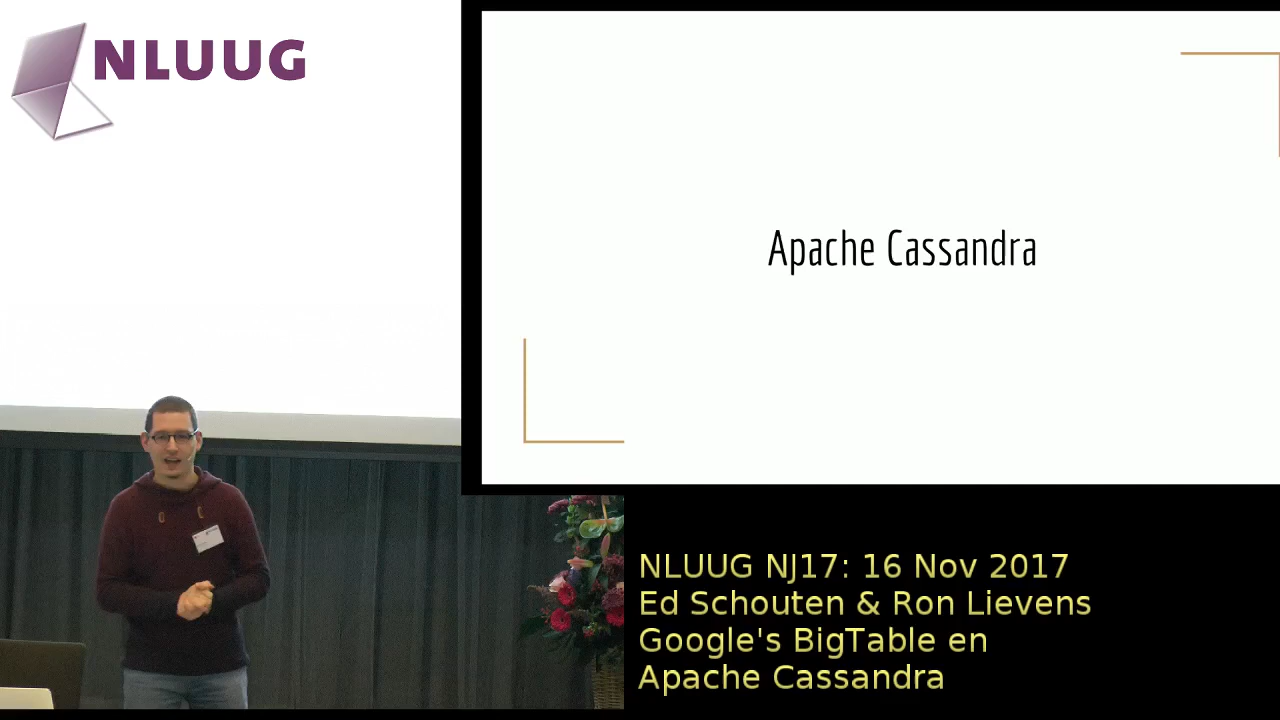 NLUUG
Apache Cassandra
NLUUG NJ17: 16 Nov 2017
Ed Schouten & Ron Lievens
Google's BigTable en
Apache Cassandra